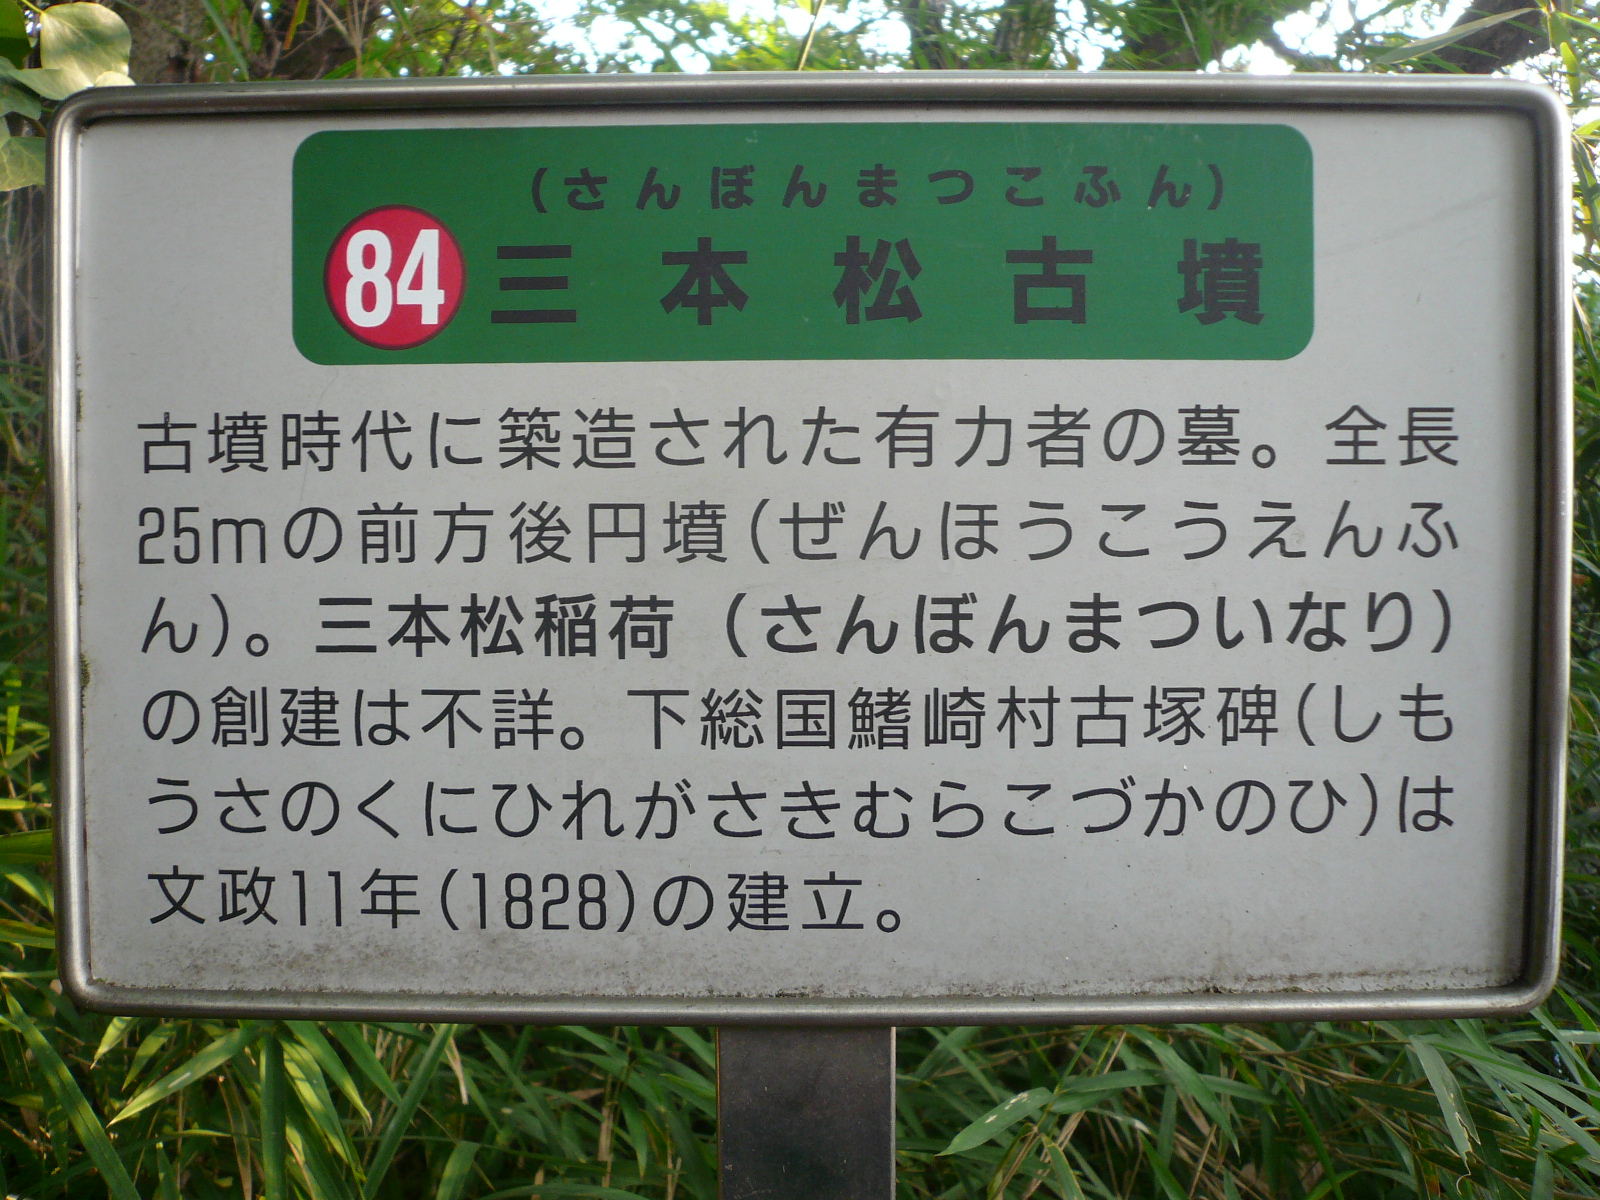 (さんぼんまつこふん)
84 三本松古墳
古墳時代に築造された有力者の墓。全長
25mの前方後円墳(ぜんほうこうえんふ
ん)。三本松稲荷 (さんぼんまついなり)
の創建は不詳。下総国鰭崎村古塚碑(しも
うさのくにひれがさきむらこづかのひ)は
文政11年(1828)の建立。